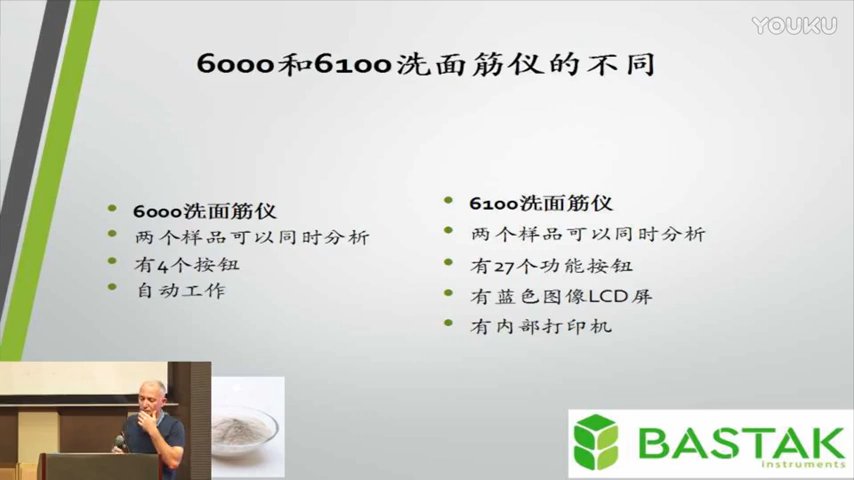 YOUKU
6000和6100洗面筋仪的不同
6000洗面筋仪
两个样品可以同时分析
有4个按钮
自动工作
6100洗面筋仪
两个样品可以同时分析
有27个功能按钮
有蓝色图像LCD屏
有内部打印机
BASTAK
instruments